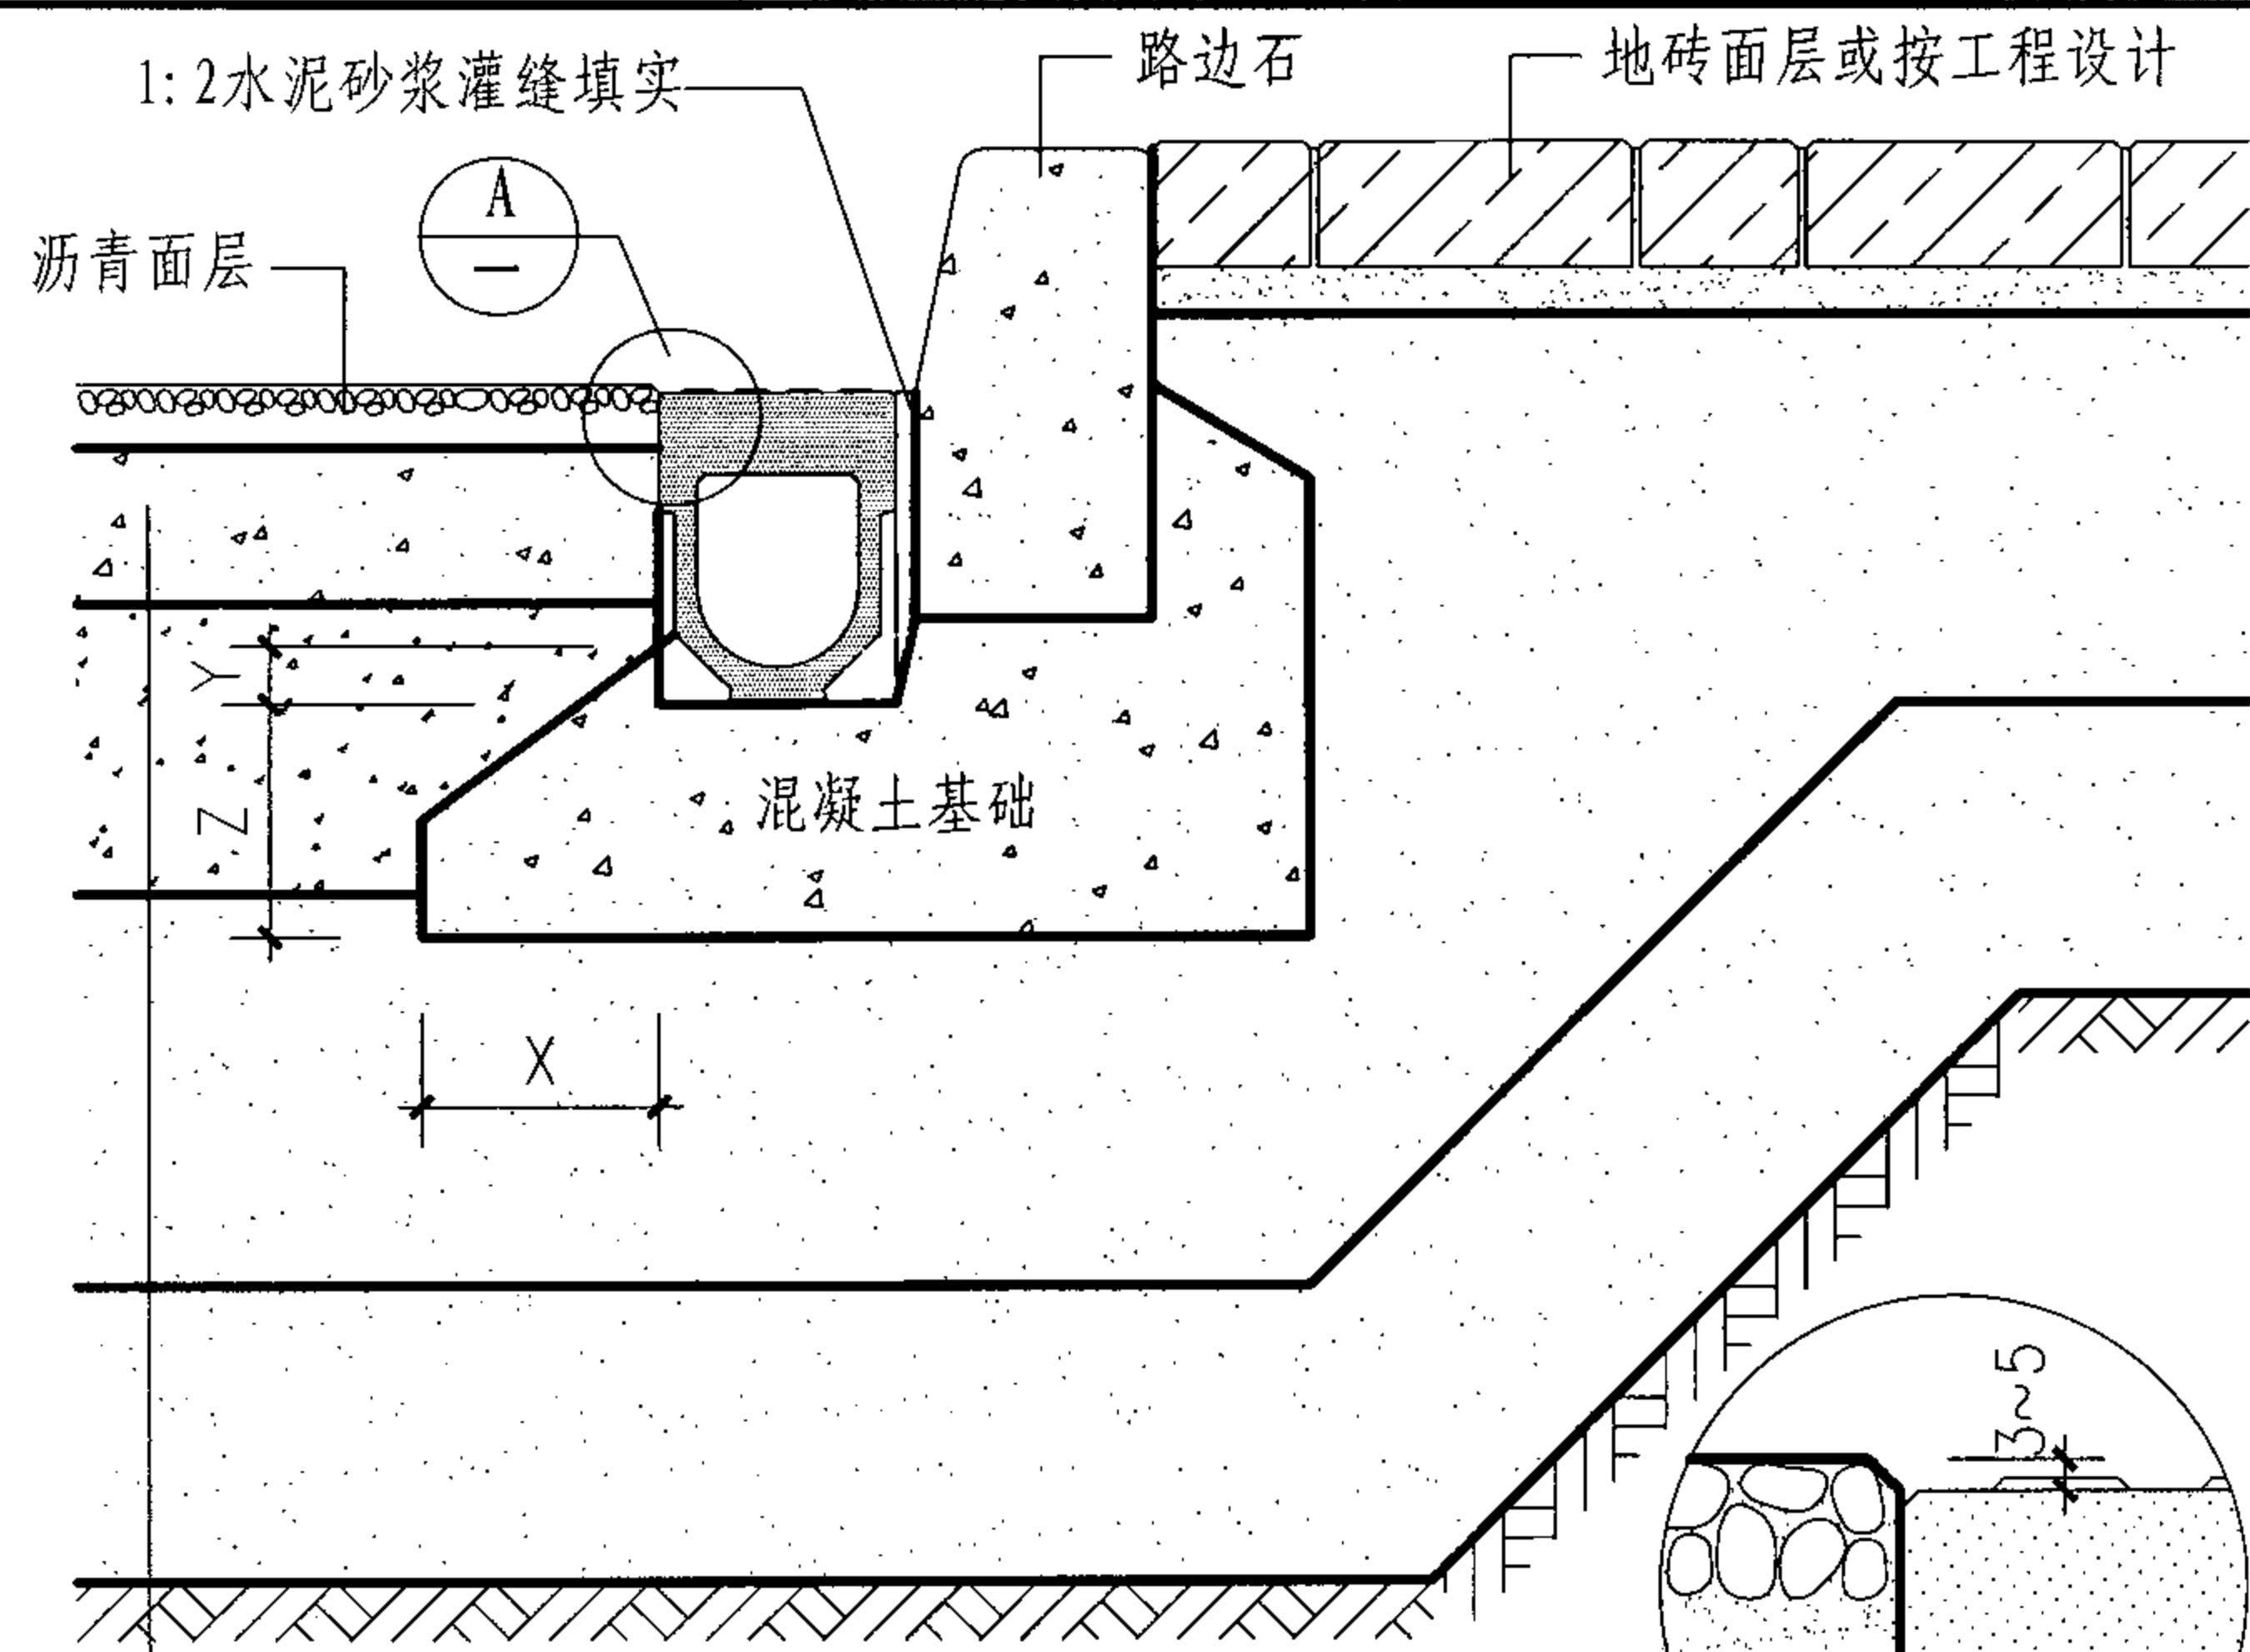 1:2水泥砂浆灌缝填实
路边石
地砖面层或按工程设计
A
—
沥青面层
Y
Z
混凝土基础
X
3~5